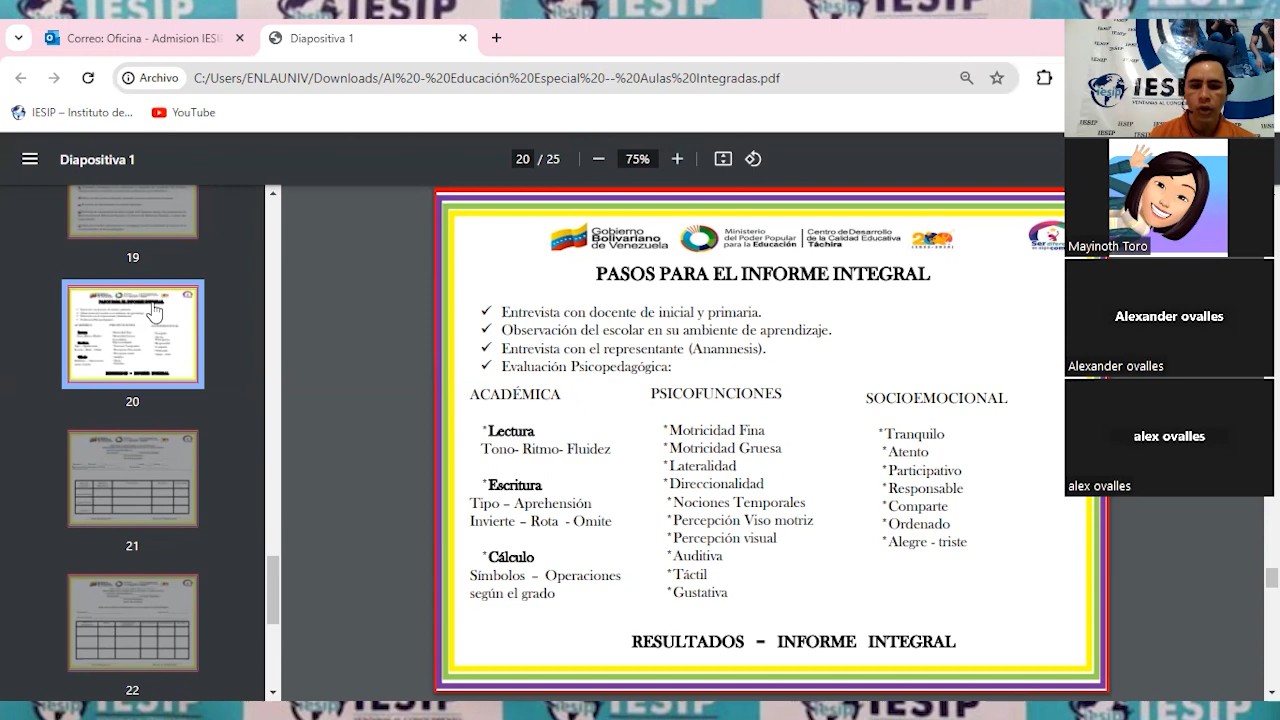 Correo: Oficina - Admision IESI
Diapositiva 1
Archivo
C:/Users/ENLAUNIV/Downloads/AI%20-%20Educacion%20Especial%20--%20Aulas%20Integradas.pdf
IESIP – Instituto de...
YouTube
Diapositiva 1
20 / 25
75%
19
20
21
22
Gobierno
Bolivariano
de Venezuela
Ministerio
del Poder Popular
para la Educación
Centro de Desarrollo
de la Calidad Educativa
Táchira
PASOS PARA EL INFORME INTEGRAL
✓ Entrevista con docente de inicial y primaria.
✓ Observación del escolar en su ambiente de aprendizaje.
✓ Entrevista con el representante (Anamnesis).
✓ Evaluación Psicopedagógica:
ACADÉMICA
*Lectura
Tono- Ritmo- Fluidez
*Escritura
Tipo – Aprehensión
Invierte – Rota - Omite
*Cálculo
Símbolos – Operaciones
según el grado
PSICOFUNCIONES
*Motricidad Fina
*Motricidad Gruesa
*Lateralidad
*Direccionalidad
*Nociones Temporales
*Percepción Viso motriz
*Percepción visual
*Auditiva
*Táctil
*Gustativa
SOCIOEMOCIONAL
*Tranquilo
*Atento
*Participativo
*Responsable
*Comparte
*Ordenado
*Alegre - triste
RESULTADOS – INFORME INTEGRAL
Mayinoth Toro
Alexander ovalles
Alexander ovalles
alex ovalles
alex ovalles